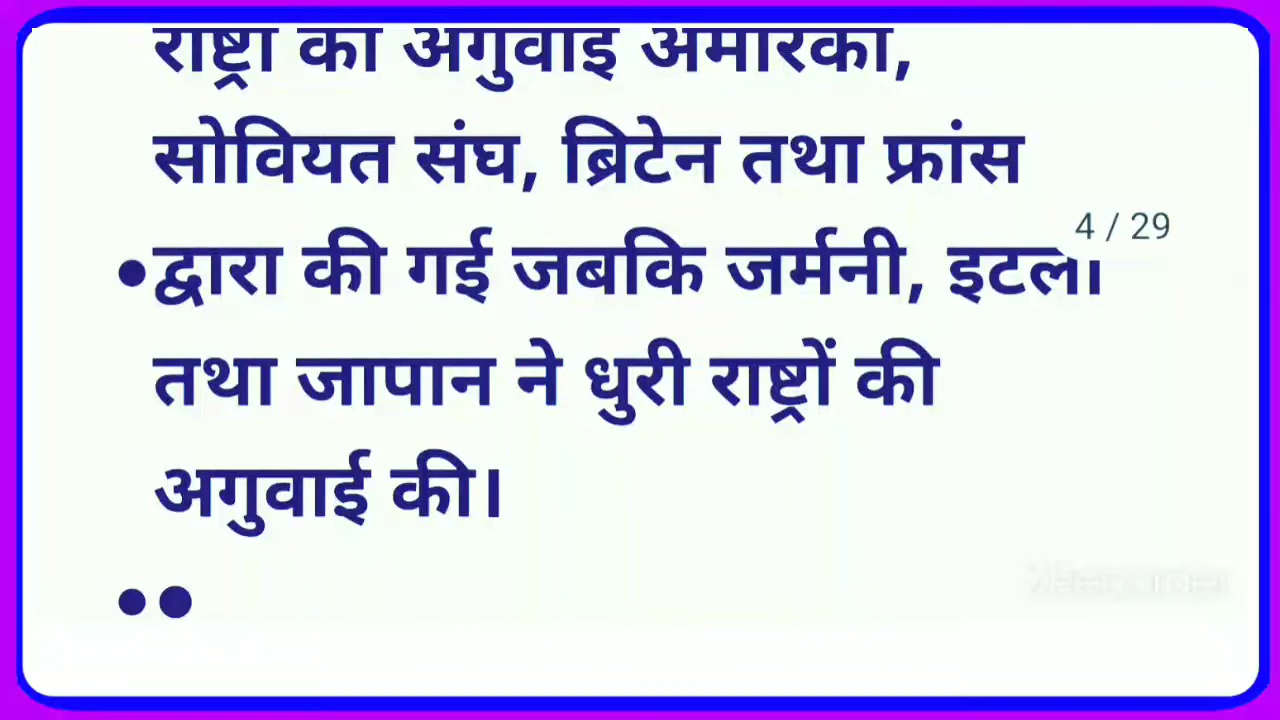 राष्ट्रों की अगुवाई अमेरिका,
सोवियत संघ, ब्रिटेन तथा फ्रांस
4 / 29
•द्वारा की गई जबकि जर्मनी, इटली
तथा जापान ने धुरी राष्ट्रों की
अगुवाई की।
••